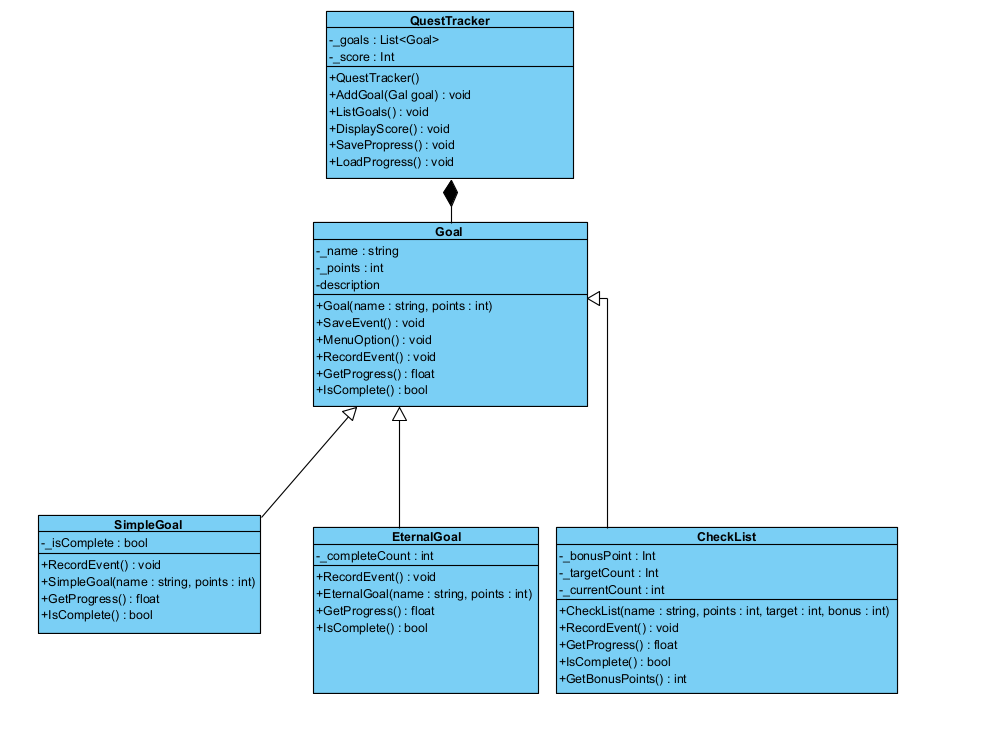 QuestTracker
-_goals : List<Goal>
-_score : Int
+QuestTracker()
+AddGoal(Gal goal) : void
+ListGoals() : void
+DisplayScore() : void
+SavePropress() : void
+LoadProgress() : void
Goal
-_name : string
-_points : int
-description
+Goal(name : string, points : int)
+SaveEvent() : void
+MenuOption() : void
+RecordEvent() : void
+GetProgress() : float
+IsComplete() : bool
SimpleGoal
-_isComplete : bool
+RecordEvent() : void
+SimpleGoal(name : string, points : int)
+GetProgress() : float
+IsComplete() : bool
EternalGoal
-_completeCount : int
+RecordEvent() : void
+EternalGoal(name : string, points : int)
+GetProgress() : float
+IsComplete() : bool
CheckList
-_bonusPoint : Int
-_targetCount : Int
-_currentCount : int
+CheckList(name : string, points : int, target : int, bonus : int)
+RecordEvent() : void
+GetProgress() : float
+IsComplete() : bool
+GetBonusPoints() : int